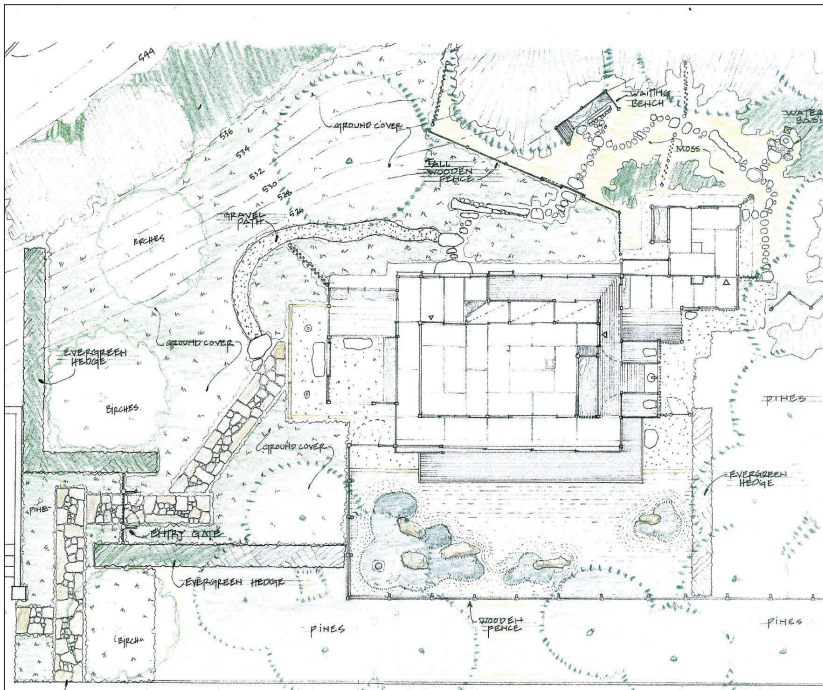 544
536
534
532
530
528
526
GROUND COVER
WAITING
BENCH
WATER
MOSS
TALL
WOODEN
FENCE
GRAVEL
PATH
BIRCHES
GROUND COVER
EVERGREEN
HEDGE
BIRCHES
PINES
GROUND COVER
EVERGREEN
HEDGE
PINE
ENTRY GATE
EVERGREEN HEDGE
WOODEN
FENCE
PINES
PINES
BIRCH